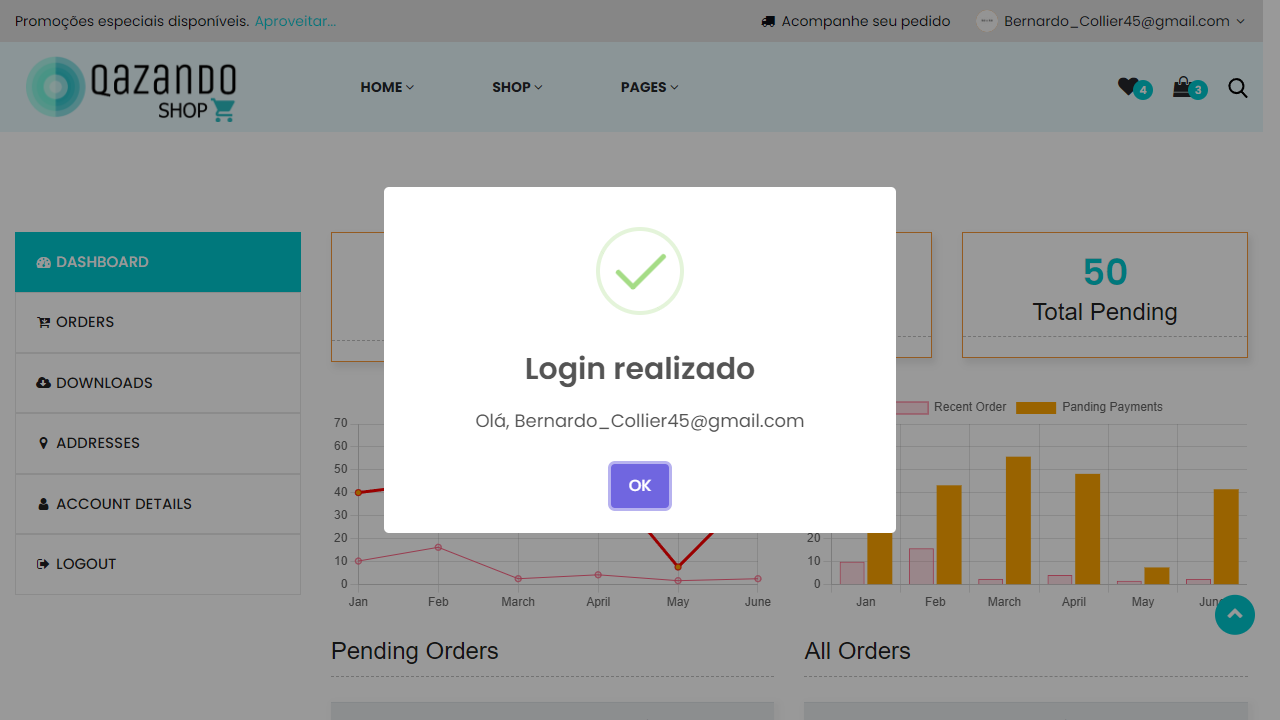 Promoções especiais disponíveis. Aproveitar...
Acompanhe seu pedido
Bernardo_Collier45@gmail.com
QAZANDO
SHOP
HOME
SHOP
PAGES
4
3
DASHBOARD
ORDERS
DOWNLOADS
ADDRESSES
ACCOUNT DETAILS
LOGOUT
50
Total Pending
Login realizado
Olá, Bernardo_Collier45@gmail.com
OK
70
60
50
40
30
20
10
0
Jan
Feb
March
April
May
June
Recent Order
Panding Payments
20
10
0
Jan
Feb
March
April
May
June
Pending Orders
All Orders